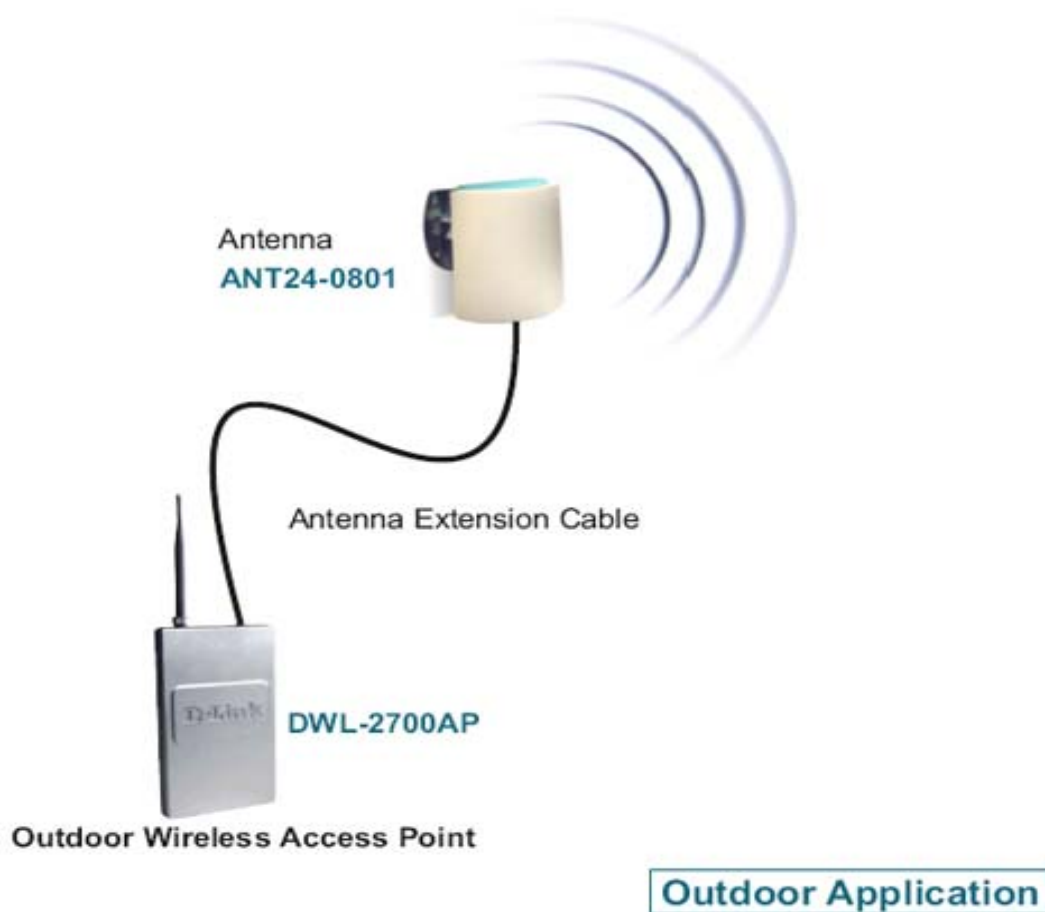 Antenna
ANT24-0801
Antenna Extension Cable
D-Link
DWL-2700AP
Outdoor Wireless Access Point
Outdoor Application